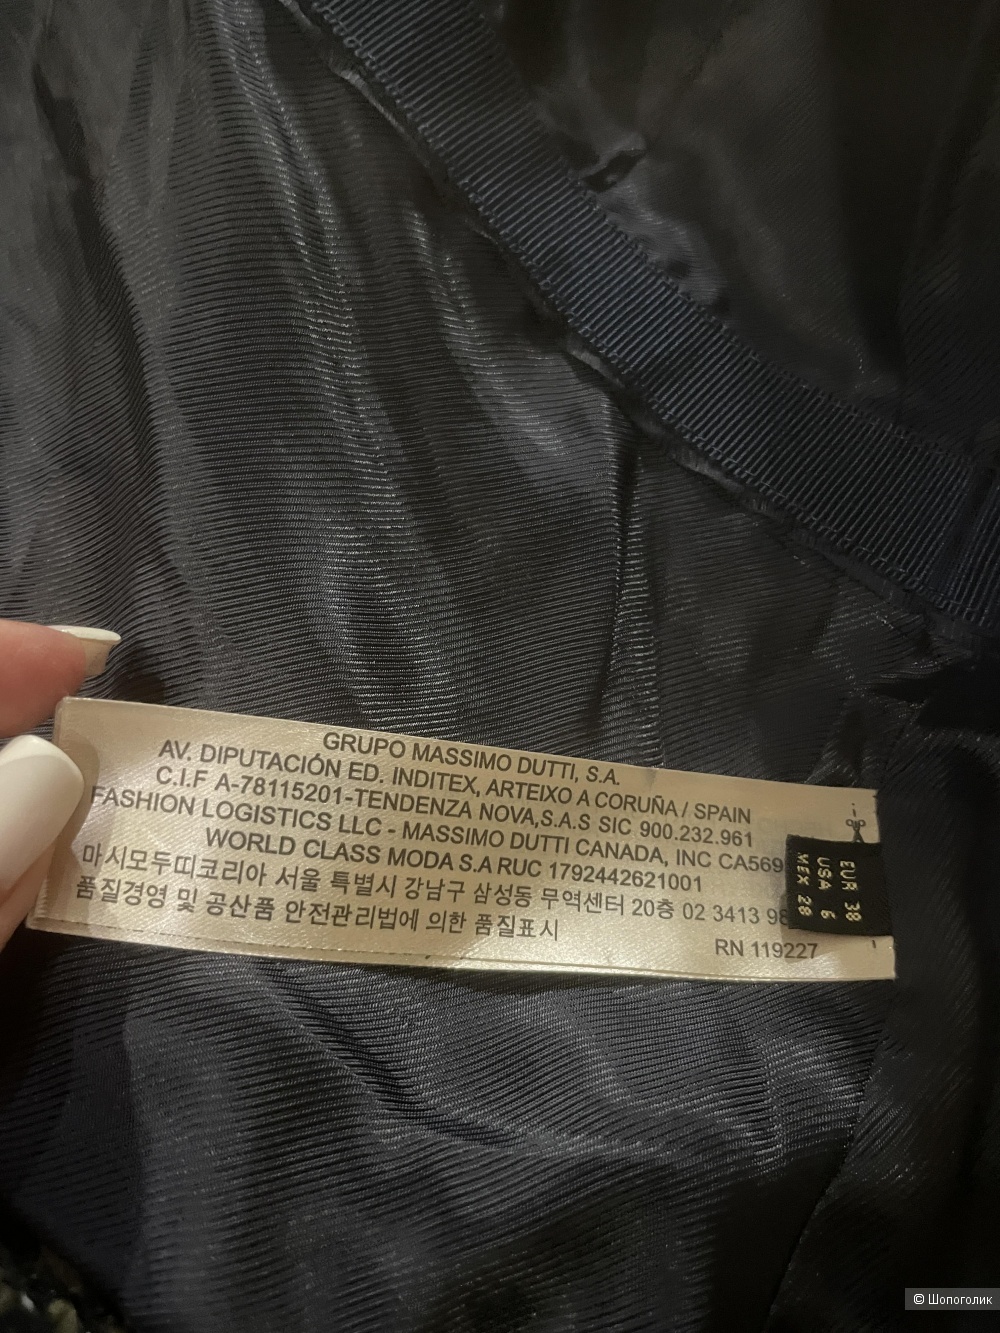 GRUPO MASSIMO DUTTI, S.A.
AV. DIPUTACIÓN ED. INDITEX, ARTEIXO A CORUÑA / SPAIN
C.I.F A-78115201-TENDENZA NOVA,S.A.S SIC 900.232.961
FASHION LOGISTICS LLC - MASSIMO DUTTI CANADA, INC CA569
WORLD CLASS MODA S.A RUC 1792442621001
마시모두띠코리아 서울 특별시 강남구 삼성동 무역센터 20층 02 3413 98
품질경영 및 공산품 안전관리법에 의한 품질표시
RN 119227
EUR 38
USA 6
MEX 28
© Шопоголик